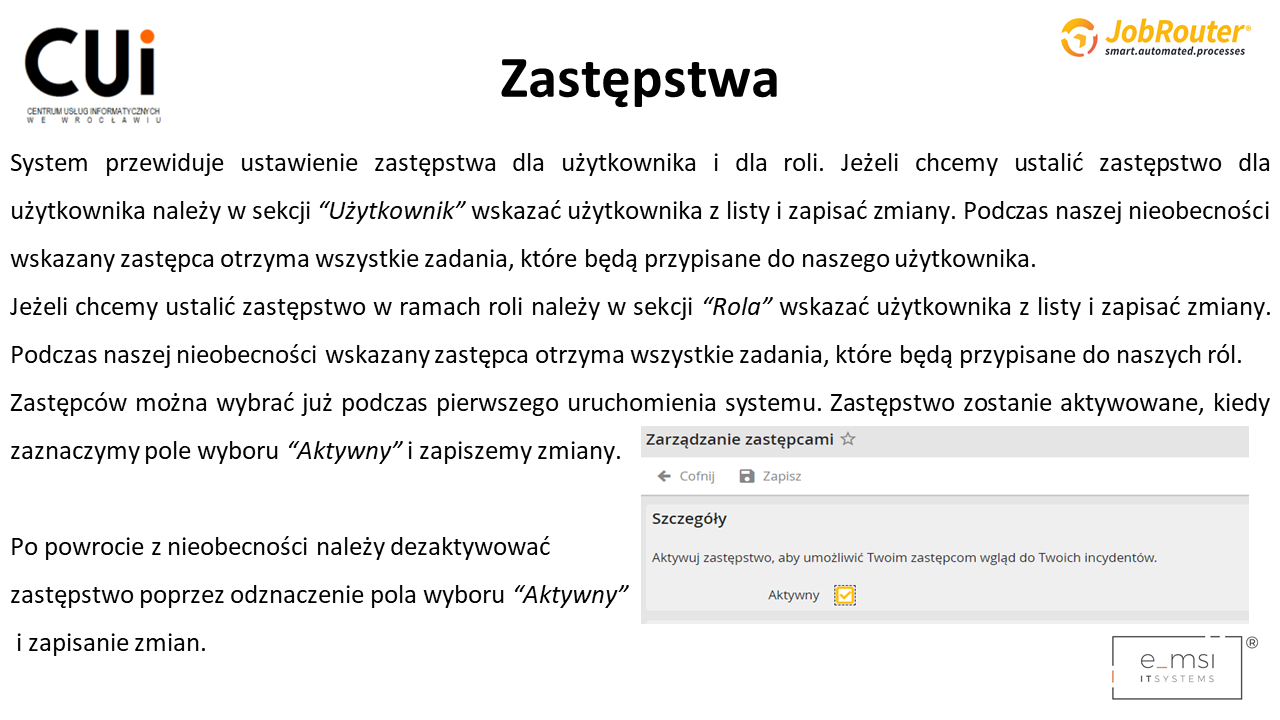 CUi
CENTRUM USŁUG INFORMATYCZNYCH
WE WROCŁAWIU
JobRouter®
smart.automated.processes
Zastępstwa
System przewiduje ustawienie zastępstwa dla użytkownika i dla roli. Jeżeli chcemy ustalić zastępstwo dla
użytkownika należy w sekcji “Użytkownik” wskazać użytkownika z listy i zapisać zmiany. Podczas naszej nieobecności
wskazany zastępca otrzyma wszystkie zadania, które będą przypisane do naszego użytkownika.
Jeżeli chcemy ustalić zastępstwo w ramach roli należy w sekcji “Rola” wskazać użytkownika z listy i zapisać zmiany.
Podczas naszej nieobecności wskazany zastępca otrzyma wszystkie zadania, które będą przypisane do naszych ról.
Zastępców można wybrać już podczas pierwszego uruchomienia systemu. Zastępstwo zostanie aktywowane, kiedy
zaznaczymy pole wyboru “Aktywny” i zapiszemy zmiany.
Zarządzanie zastępcami
Cofnij Zapisz
Szczegóły
Aktywuj zastępstwo, aby umożliwić Twoim zastępcom wgląd do Twoich incydentów.
Aktywny
Po powrocie z nieobecności należy dezaktywować
zastępstwo poprzez odznaczenie pola wyboru “Aktywny”
i zapisanie zmian.
e_msi ®
ITSYSTEMS